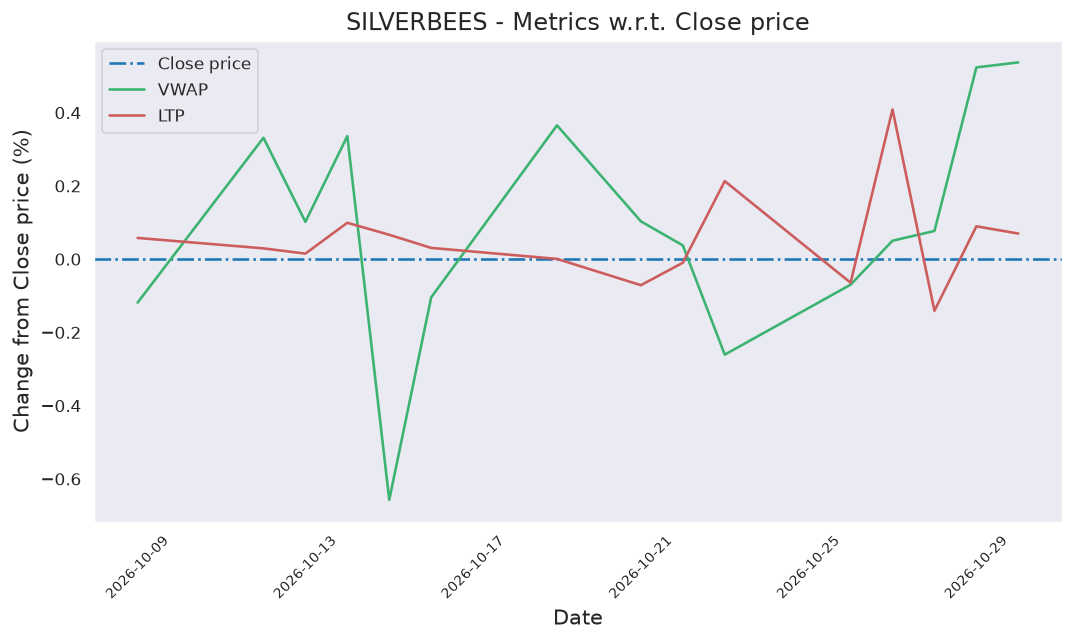 SILVERBEES - Metrics w.r.t. Close price
Close price
VWAP
LTP
Change from Close price (%)
0.4
0.2
0.0
−0.2
−0.4
−0.6
2026-10-09
2026-10-13
2026-10-17
2026-10-21
2026-10-25
2026-10-29
Date